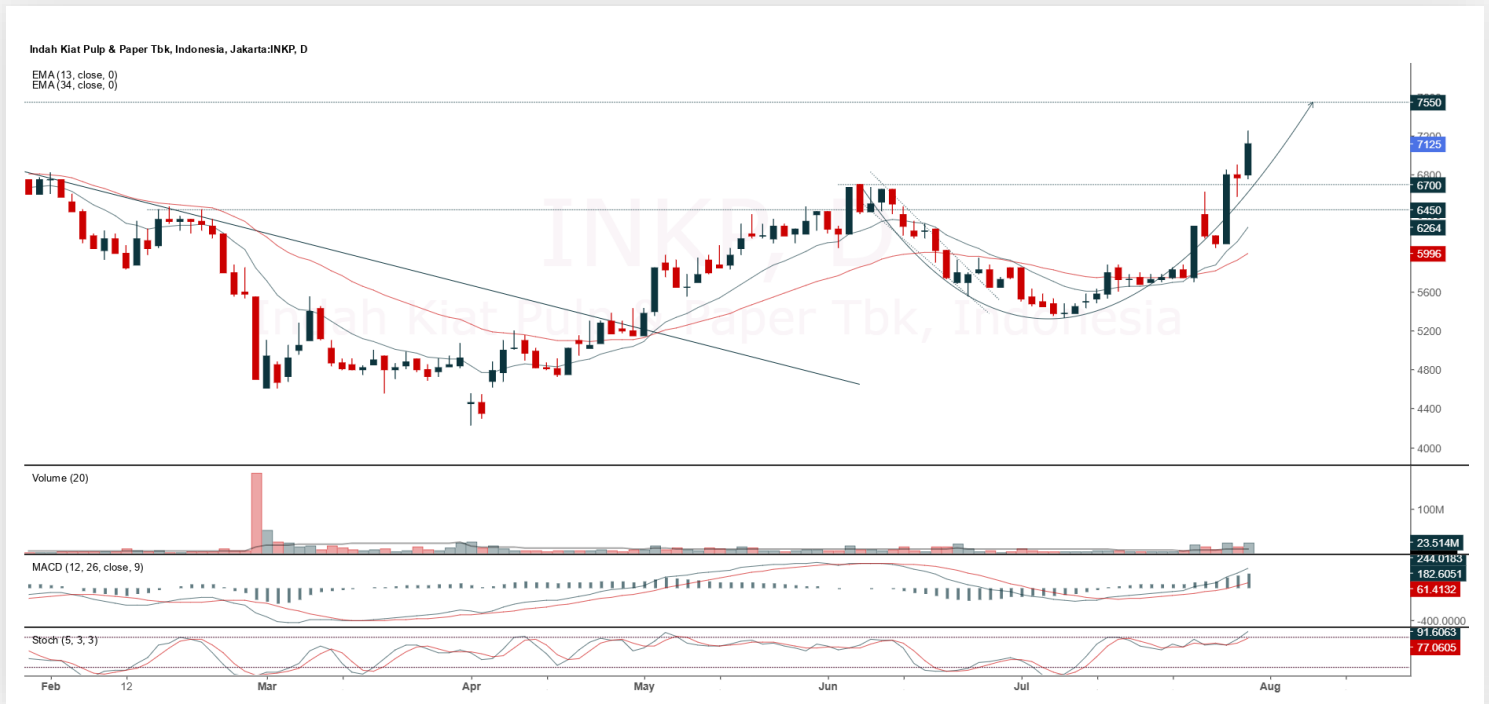 Indah Kiat Pulp & Paper Tbk, Indonesia, Jakarta:INKP, D
EMA (13, close, 0)
EMA (34, close, 0)
INKP, D
Indah Kiat Pulp & Paper Tbk, Indonesia
7550
7200
7125
6800
6700
6450
6264
5996
5600
5200
4800
4400
4000
Volume (20)
100M
23.514M
MACD (12, 26, close, 9)
244.0183
182.6051
61.4132
-400.0000
Stoch (5, 3, 3)
91.6063
77.0605
Feb 12 Mar Apr May Jun Jul Aug